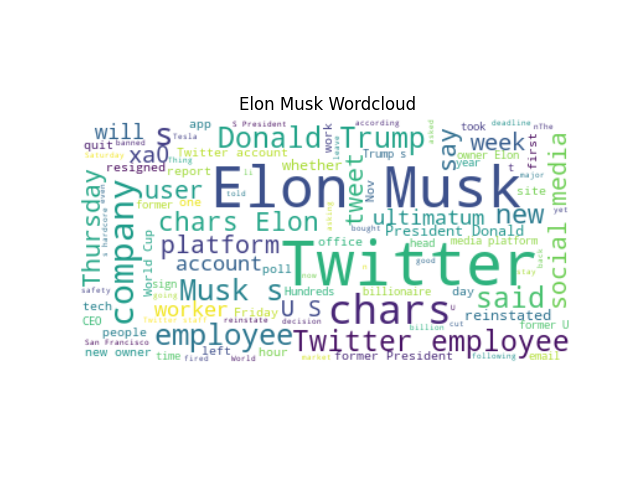 Elon Musk Wordcloud
S President
according
deadline
nThe
app
will
s
Donald Trump
took
quit
banned
Tesla
work
asked
say
week
first
social media
Saturday
xa0
Twitter account
leave
Trump s
owner Elon
resigned
Thing
report
whether
year
t
major
Thursday
company
user
li
Elon Musk
tweet
Nov
site
former
one
told
asking
new
yet
s hardcore
even
chars Elon
bought
ultimatum
President Donald
World Cup
platform
office
Twitter
head
media platform
back
account
poll
now
good
stay
safety
sign
going
Musk s
Hundreds
billionaire
day
said
tech
worker
Friday
U S
chars
u
reinstated
CEO
Twitter staff
reinstate
decision
billion
cut
former U
people
employee
Twitter employee
San Francisco
new owner
time
left
fired
hour
World
market
former President
following
email